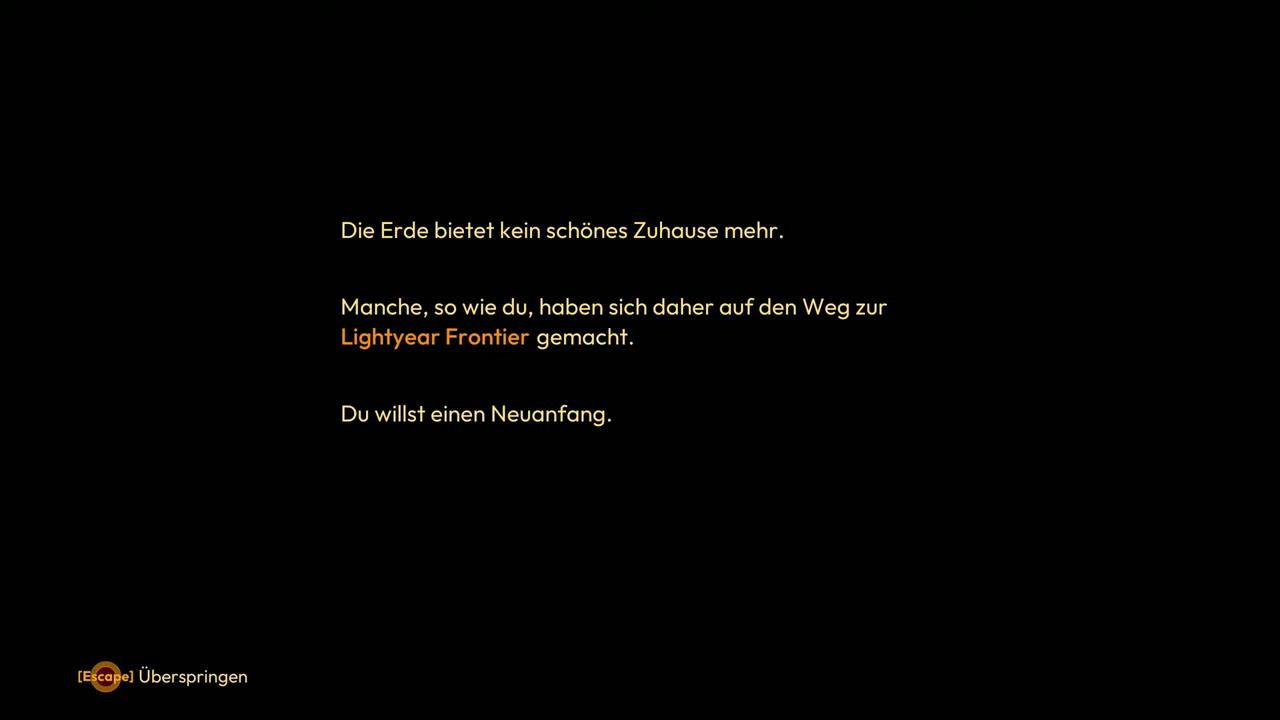 Die Erde bietet kein schönes Zuhause mehr.
Manche, so wie du, haben sich daher auf den Weg zur
Lightyear Frontier gemacht.
Du willst einen Neuanfang.
[Escape] Überspringen